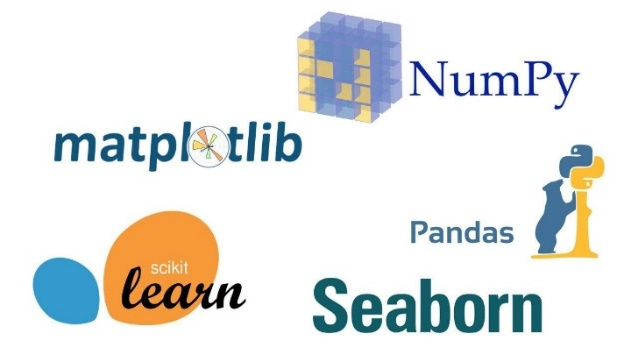 NumPy
matplotlib
Pandas
scikit
learn
Seaborn